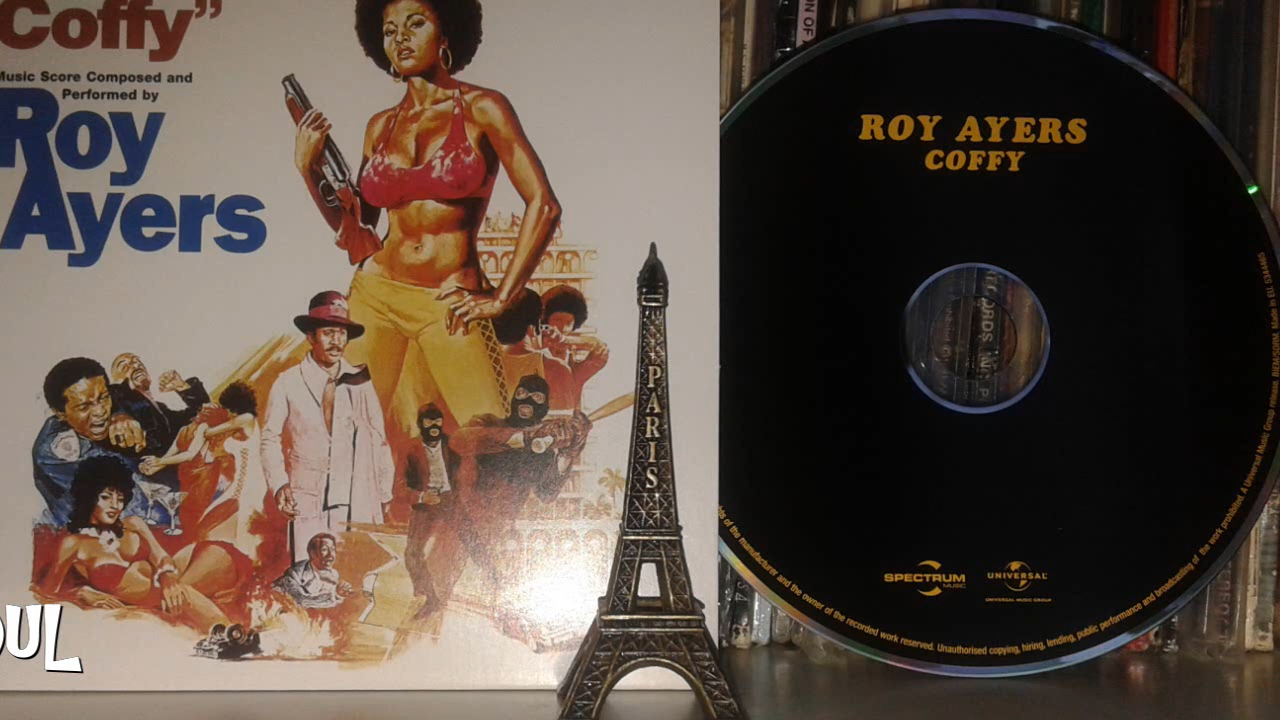 Coffy”
Music Score Composed and
Performed by
Roy
Ayers
PARIS
OUL
ROY AYERS
COFFY
SPECTRUM
MUSIC
UNIVERSAL
UNIVERSAL MUSIC GROUP
of the manufacturer and the owner of the recorded work reserved. Unauthorised copying, hiring, lending, public performance and broadcasting of the work prohibited. A Universal Music Group
Made in EU.